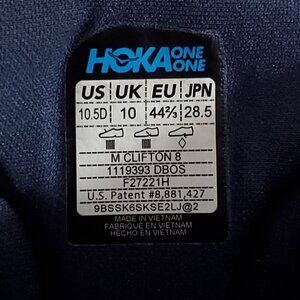 HOKA ONE ONE
US UK EU JPN
10.5D 10 44⅔ 28.5
M CLIFTON 8
1119393 DBOS
F27221H
U.S. Patent #8,881,427
9BSSK6SKSE2LJ@2
MADE IN VIETNAM
FABRIQUE EN VIETNAM
HECHO EN VIETNAM